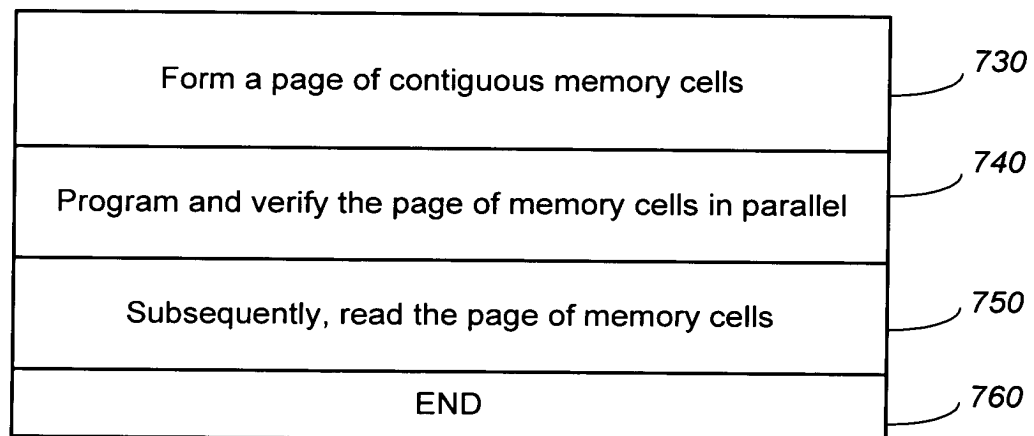 Form a page of contiguous memory cells
730
740
Program and verify the page of memory cells in parallel
Subsequently, read the page of memory cells
750
END
760